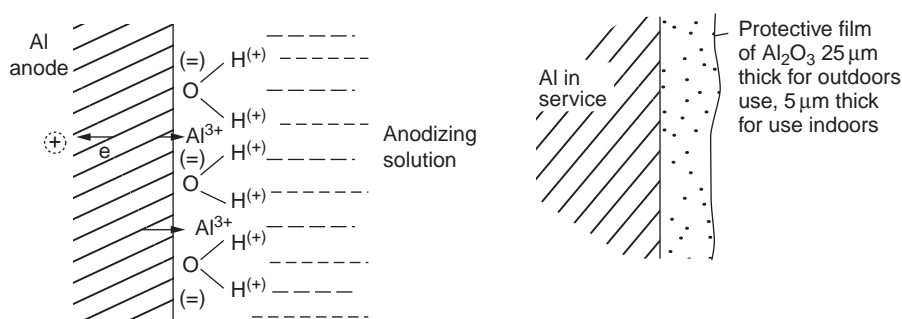 Al
anode
(=)
H(+)
O
H(+)
+
e
Al3+
(=)
H(+)
O
H(+)
Al3+
H(+)
O
H(+)
(=)
Anodizing
solution
Al in
service
Protective film
of Al2O3 25 μm
thick for outdoors
use, 5 μm thick
for use indoors